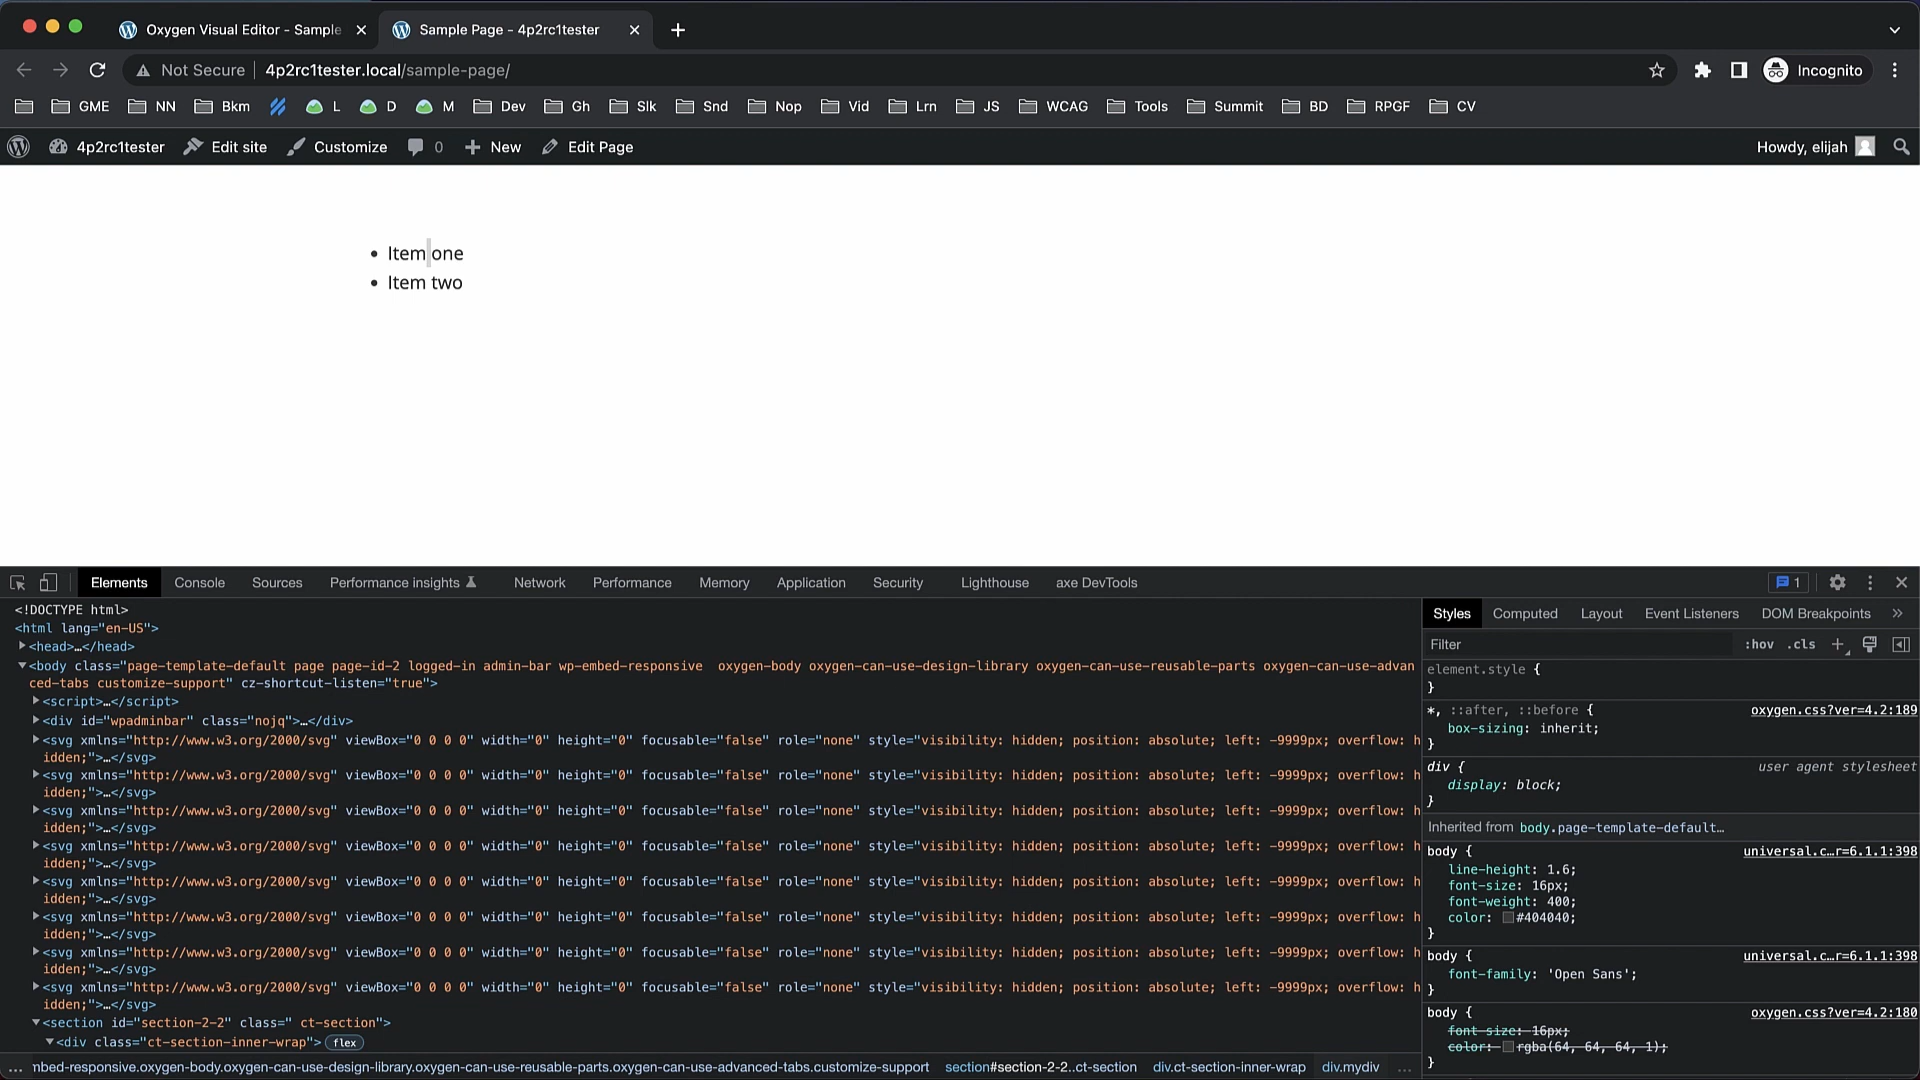 Oxygen Visual Editor - Sample
Sample Page - 4p2rc1tester
Not Secure 4p2rc1tester.local/sample-page/ Incognito
GME NN Bkm L D M Dev Gh Slk Snd Nop Vid Lrn JS WCAG Tools Summit BD RPGF CV
4p2rc1tester Edit site Customize 0 New Edit Page Howdy, elijah
• Item one
• Item two
Elements Console Sources Performance insights Network Performance Memory Application Security Lighthouse axe DevTools 1
<!DOCTYPE html>
<html lang="en-US">
<head>…</head>
<body class="page-template-default page page-id-2 logged-in admin-bar wp-embed-responsive oxygen-body oxygen-can-use-design-library oxygen-can-use-reusable-parts oxygen-can-use-advan
ced-tabs customize-support" cz-shortcut-listen="true">
<script>…</script>
<div id="wpadminbar" class="nojq">…</div>
<svg xmlns="http://www.w3.org/2000/svg" viewBox="0 0 0 0" width="0" height="0" focusable="false" role="none" style="visibility: hidden; position: absolute; left: -9999px; overflow: h
idden;">…</svg>
<svg xmlns="http://www.w3.org/2000/svg" viewBox="0 0 0 0" width="0" height="0" focusable="false" role="none" style="visibility: hidden; position: absolute; left: -9999px; overflow: h
idden;">…</svg>
<svg xmlns="http://www.w3.org/2000/svg" viewBox="0 0 0 0" width="0" height="0" focusable="false" role="none" style="visibility: hidden; position: absolute; left: -9999px; overflow: h
idden;">…</svg>
<svg xmlns="http://www.w3.org/2000/svg" viewBox="0 0 0 0" width="0" height="0" focusable="false" role="none" style="visibility: hidden; position: absolute; left: -9999px; overflow: h
idden;">…</svg>
<svg xmlns="http://www.w3.org/2000/svg" viewBox="0 0 0 0" width="0" height="0" focusable="false" role="none" style="visibility: hidden; position: absolute; left: -9999px; overflow: h
idden;">…</svg>
<svg xmlns="http://www.w3.org/2000/svg" viewBox="0 0 0 0" width="0" height="0" focusable="false" role="none" style="visibility: hidden; position: absolute; left: -9999px; overflow: h
idden;">…</svg>
<svg xmlns="http://www.w3.org/2000/svg" viewBox="0 0 0 0" width="0" height="0" focusable="false" role="none" style="visibility: hidden; position: absolute; left: -9999px; overflow: h
idden;">…</svg>
<svg xmlns="http://www.w3.org/2000/svg" viewBox="0 0 0 0" width="0" height="0" focusable="false" role="none" style="visibility: hidden; position: absolute; left: -9999px; overflow: h
idden;">…</svg>
<section id="section-2-2" class=" ct-section">
<div class="ct-section-inner-wrap"> flex
… mbed-responsive.oxygen-body.oxygen-can-use-design-library.oxygen-can-use-reusable-parts.oxygen-can-use-advanced-tabs.customize-support section#section-2-2..ct-section div.ct-section-inner-wrap div.mydiv …
Styles Computed Layout Event Listeners DOM Breakpoints »
Filter :hov .cls +
element.style {
}
*, ::after, ::before { oxygen.css?ver=4.2:189
box-sizing: inherit;
}
div { user agent stylesheet
display: block;
}
Inherited from body.page-template-default…
body { universal.c…r=6.1.1:398
line-height: 1.6;
font-size: 16px;
font-weight: 400;
color: #404040;
}
body { universal.c…r=6.1.1:398
font-family: 'Open Sans';
}
body { oxygen.css?ver=4.2:180
font-size: 16px;
color: rgba(64, 64, 64, 1);
}